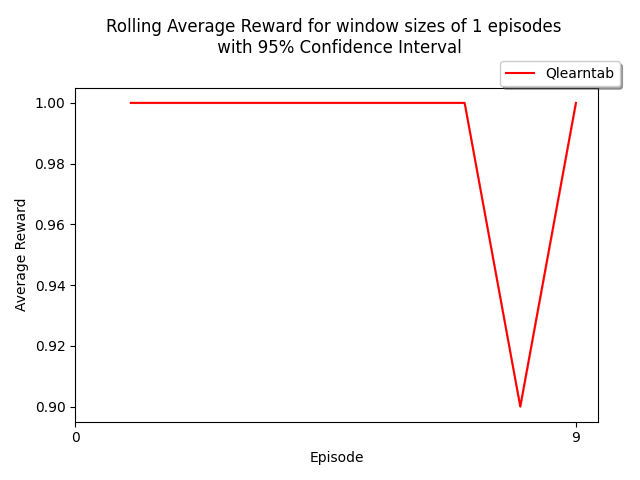 Rolling Average Reward for window sizes of 1 episodes
with 95% Confidence Interval
Qlearntab
1.00
0.98
0.96
0.94
0.92
0.90
Average Reward
0
9
Episode